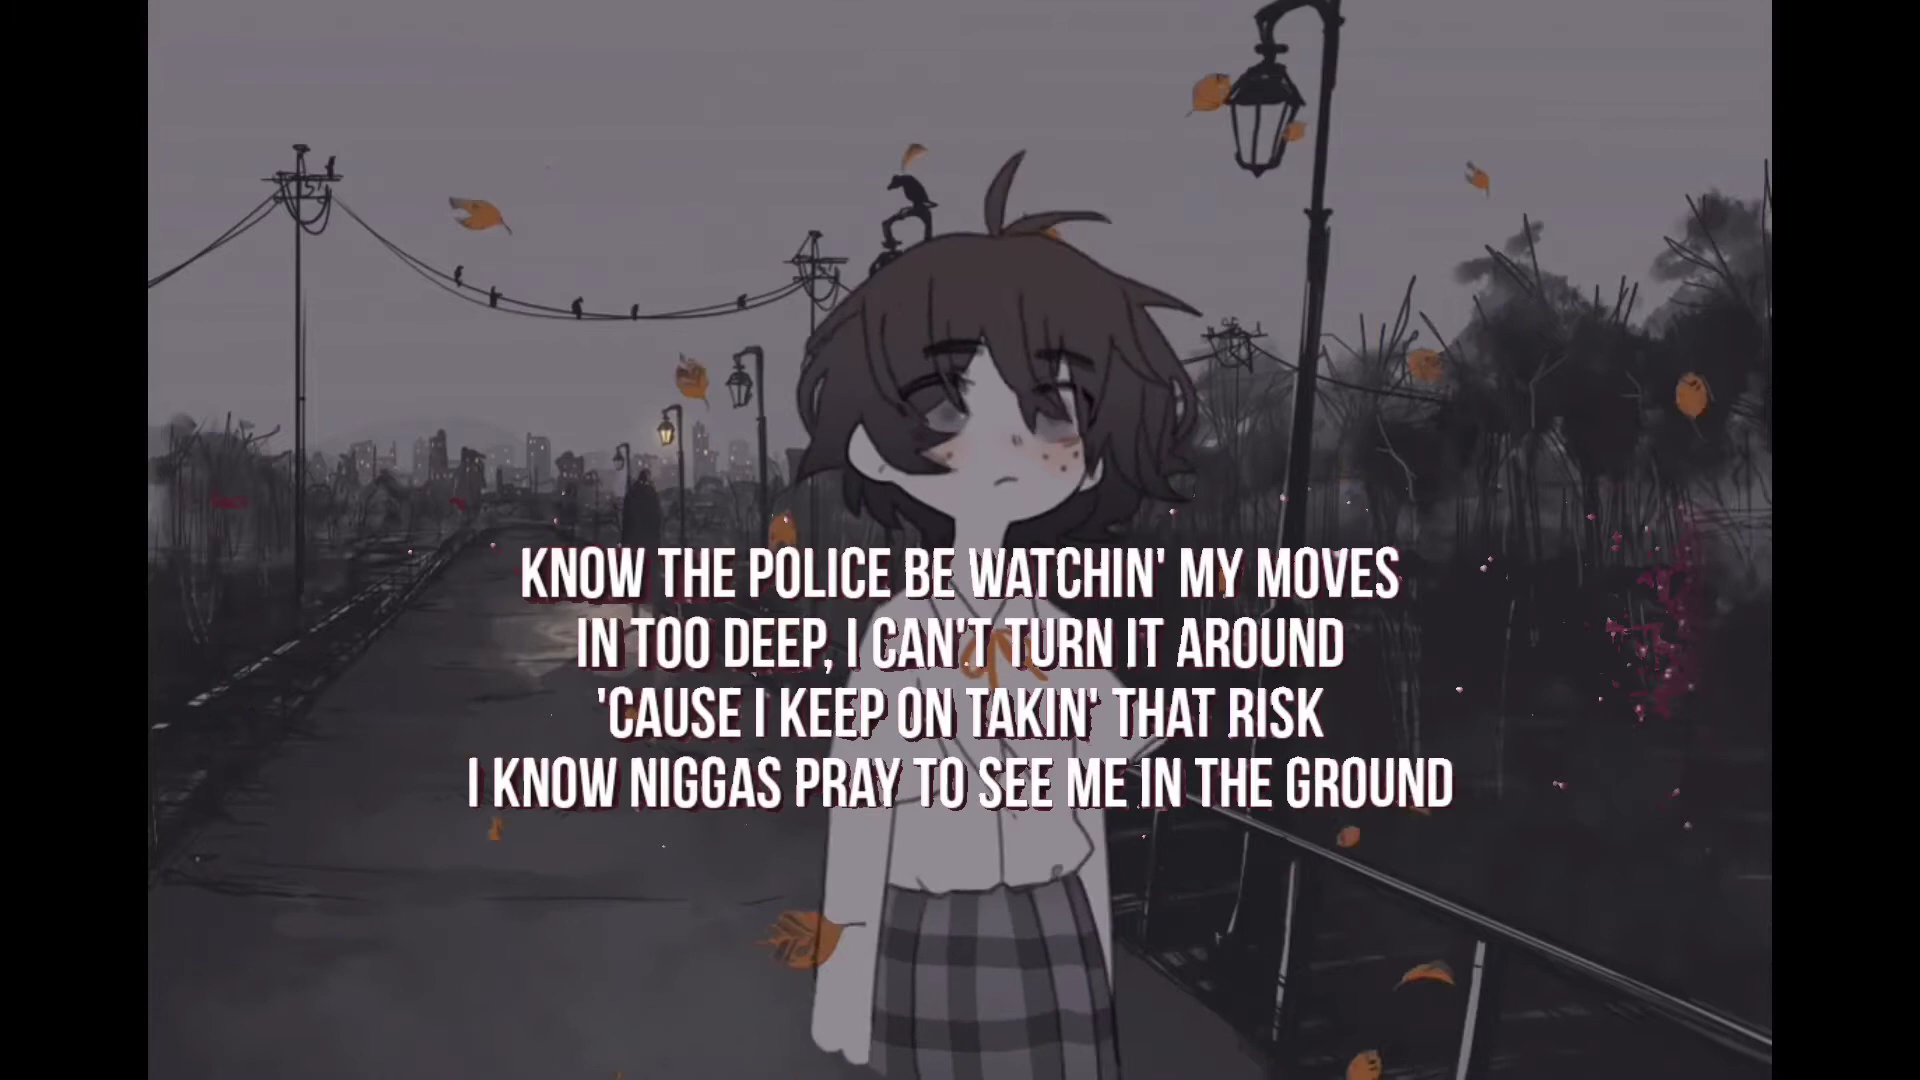 KNOW THE POLICE BE WATCHIN' MY MOVES
IN TOO DEEP, I CAN'T TURN IT AROUND
'CAUSE I KEEP ON TAKIN' THAT RISK
I KNOW NIGGAS PRAY TO SEE ME IN THE GROUND